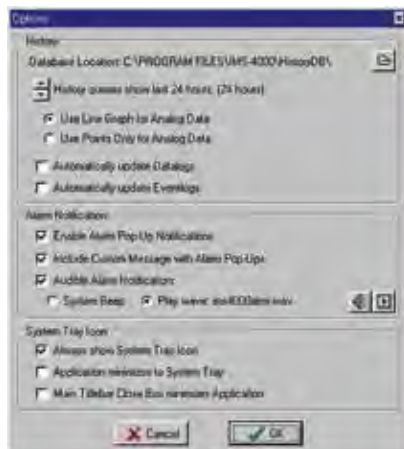 Options
History
Database Location: C:\PROGRAM FILES\IMS-4000\HistoryDB\
History queries show last 24 hours. (24 hours)
Use Line Graph for Analog Data
Use Points Only for Analog Data
Automatically update Datalogs
Automatically update Eventlogs
Alarm Notification
Enable Alarm Pop-Up Notifications
Include Custom Message with Alarm Pop-Ups
Audible Alarm Notification:
System Beep Play wave:
System Tray Icon
Always show System Tray Icon
Application minimizes to System Tray
Main Titlebar Close Box minimizes Application
Cancel OK